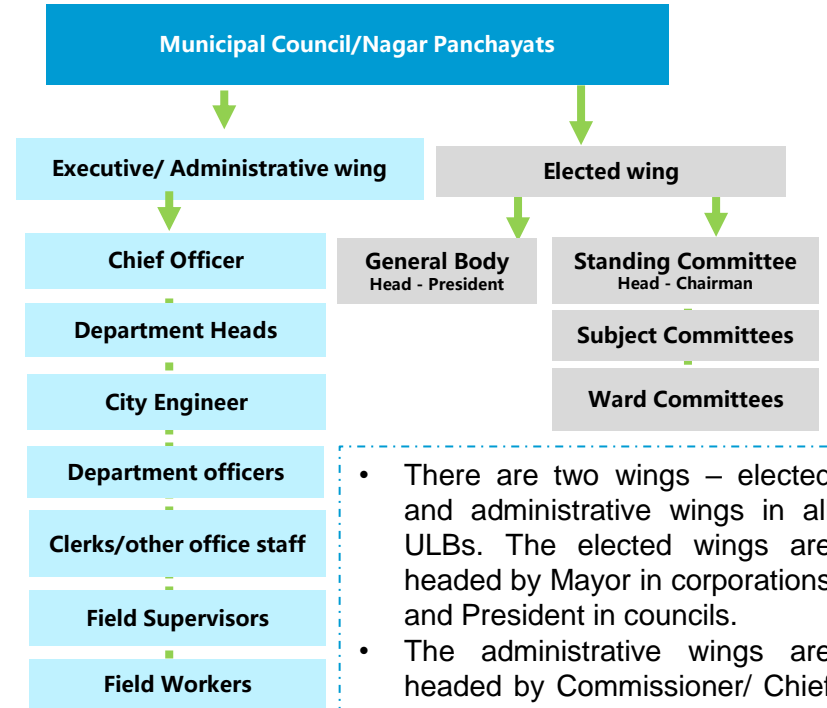 Municipal Council/Nagar Panchayats
Executive/ Administrative wing
Elected wing
Chief Officer
Department Heads
City Engineer
Department officers
Clerks/other office staff
Field Supervisors
Field Workers
General Body
Head - President
Standing Committee
Head - Chairman
Subject Committees
Ward Committees
• There are two wings – elected
and administrative wings in al
ULBs. The elected wings are
headed by Mayor in corporations
and President in councils.
• The administrative wings are
headed by Commissioner/ Chief